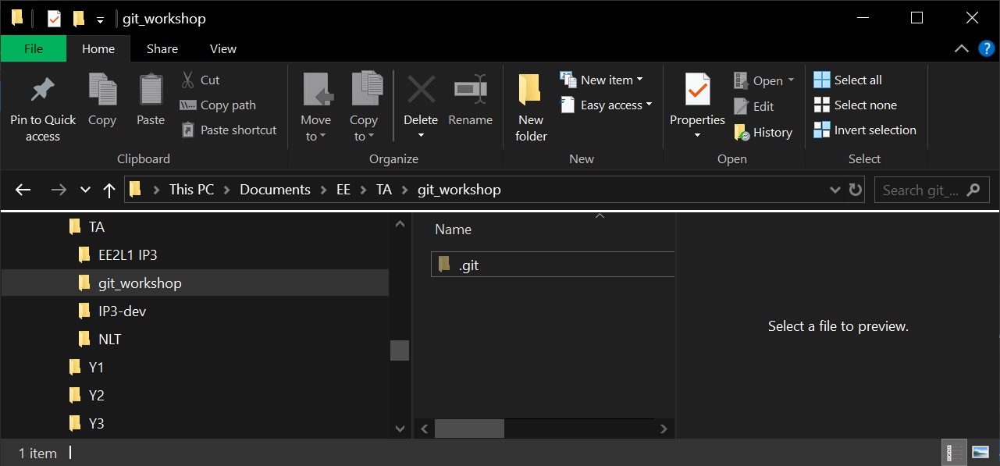 git_workshop
File Home Share View
Pin to Quick access
Copy
Paste
Cut
Copy path
Paste shortcut
Clipboard
Move to
Copy to
Delete
Rename
Organize
New folder
New item
Easy access
New
Properties
Open
Edit
History
Open
Select all
Select none
Invert selection
Select
This PC > Documents > EE > TA > git_workshop
Search git_...
TA
EE2L1 IP3
git_workshop
IP3-dev
NLT
Y1
Y2
Y3
Name
.git
Select a file to preview.
1 item